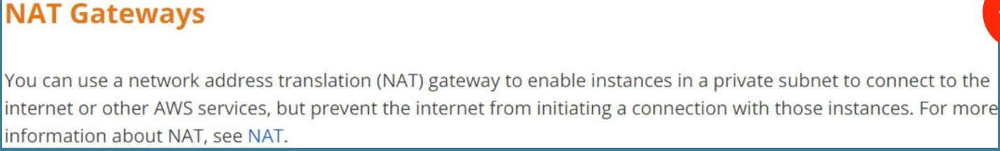 NAT Gateways
You can use a network address translation (NAT) gateway to enable instances in a private subnet to connect to the
internet or other AWS services, but prevent the internet from initiating a connection with those instances. For more
information about NAT, see NAT.